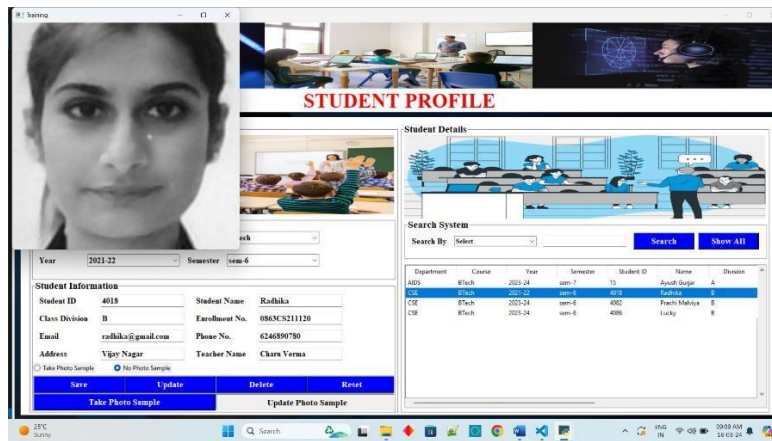 Training
STUDENT PROFILE
Student Details
Search System
Search By Select Search Show All
Year 2021-22 Semester sem-6
Department Course Year Semester Student ID Name Division
AIDS BTech 2023-24 sem-7 15 Ayush Gurjar A
CSE BTech 2021-22 sem-6 4018 Radhika B
CSE BTech 2023-24 sem-6 4082 Prachi Malviya B
CSE BTech 2023-24 sem-6 4086 Lucky B
Student Information
Student ID 4018 Student Name Radhika
Class Division B Enrollment No. 0863CS211120
Email radhika@gmail.com Phone No. 6246890780
Address Vijay Nagar Teacher Name Charu Verma
Take Photo Sample No Photo Sample
Save Update Delete Reset
Take Photo Sample Update Photo Sample
25°C
Sunny
Search
ENG
IN
09:09 AM
18-03-24